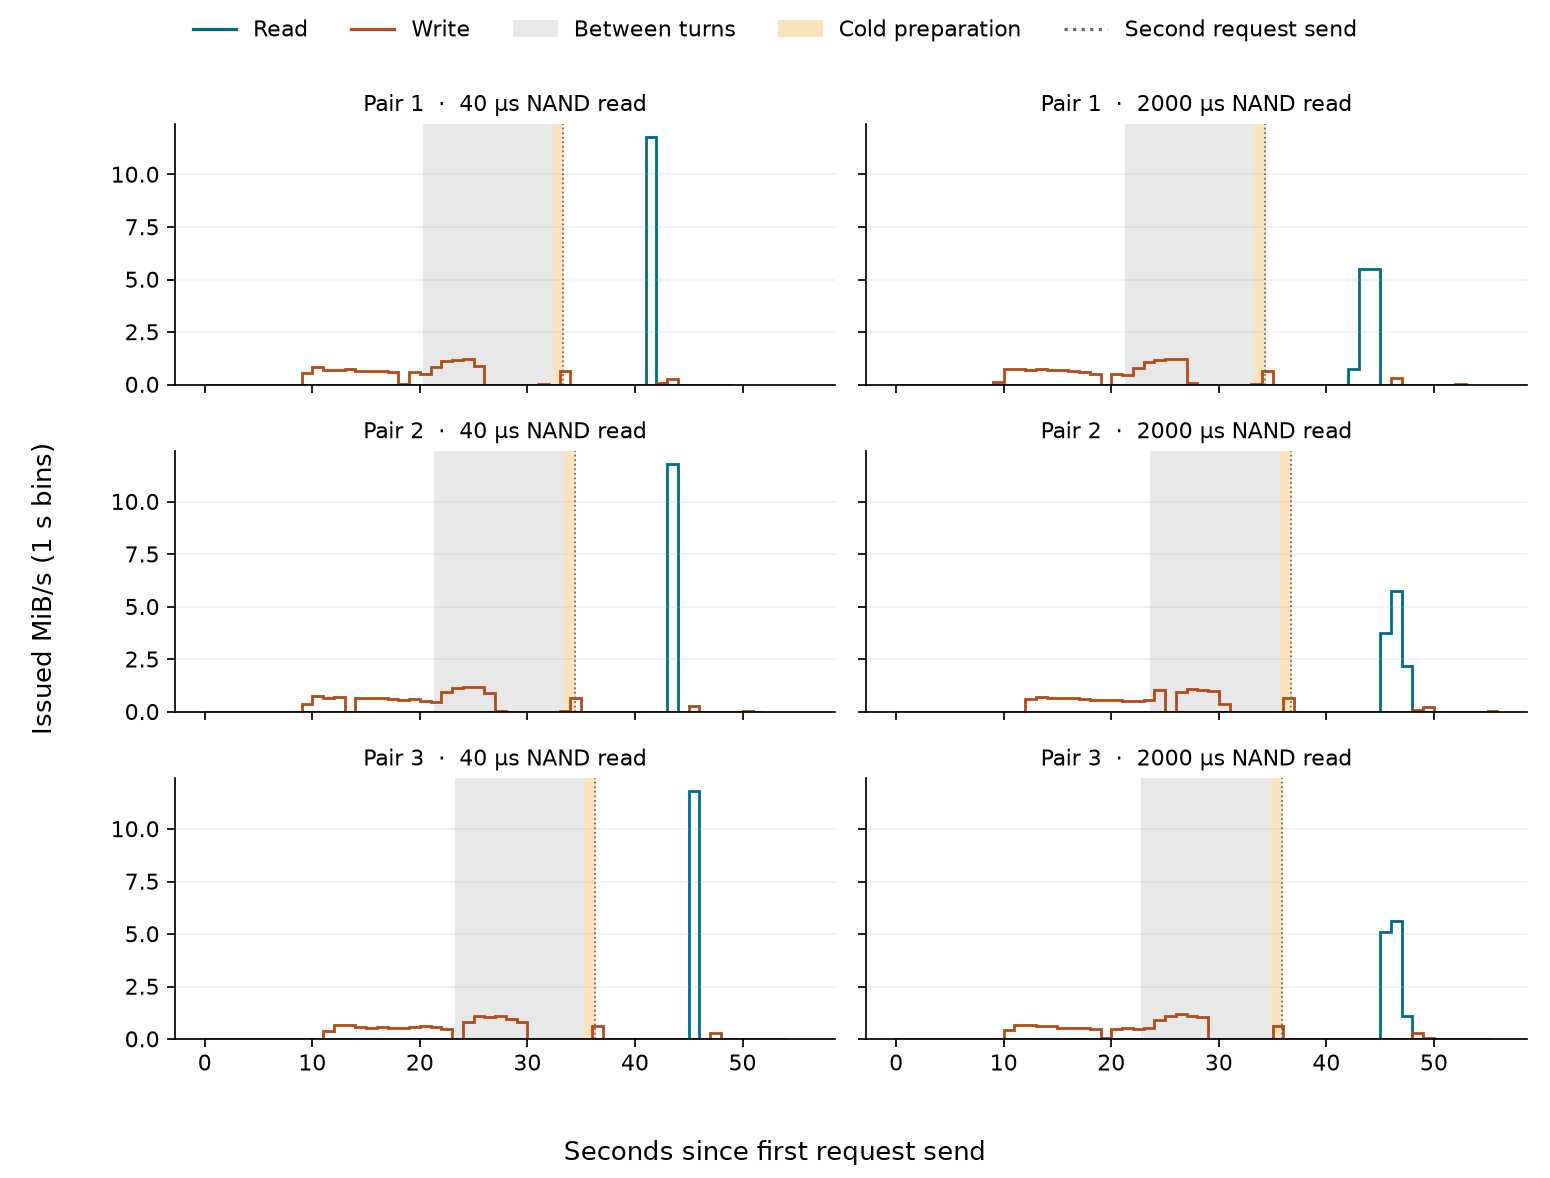 Read
Write
Between turns
Cold preparation
Second request send
Pair 1 · 40 µs NAND read
Pair 1 · 2000 µs NAND read
10.0
7.5
5.0
2.5
0.0
Pair 2 · 40 µs NAND read
Pair 2 · 2000 µs NAND read
10.0
7.5
5.0
2.5
0.0
Issued MiB/s (1 s bins)
Pair 3 · 40 µs NAND read
Pair 3 · 2000 µs NAND read
10.0
7.5
5.0
2.5
0.0
0 10 20 30 40 50
0 10 20 30 40 50
Seconds since first request send